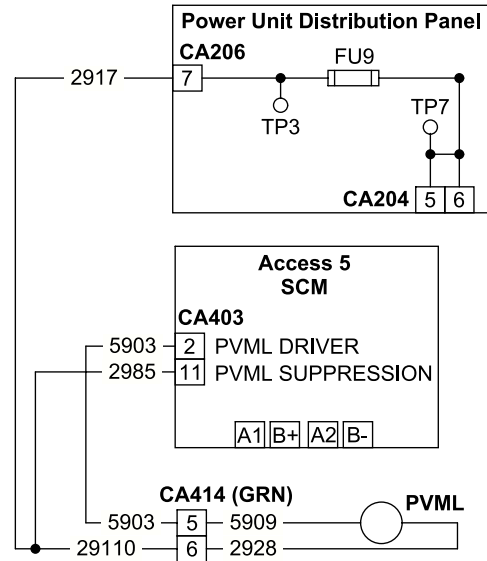 Power Unit Distribution Panel
CA206
FU9
2917
7
TP3
TP7
CA204 5 6
Access 5
SCM
CA403
5903 2 PVML DRIVER
2985 11 PVML SUPPRESSION
A1 B+ A2 B-
CA414 (GRN)
PVML
5903 5 5909
29110 6 2928